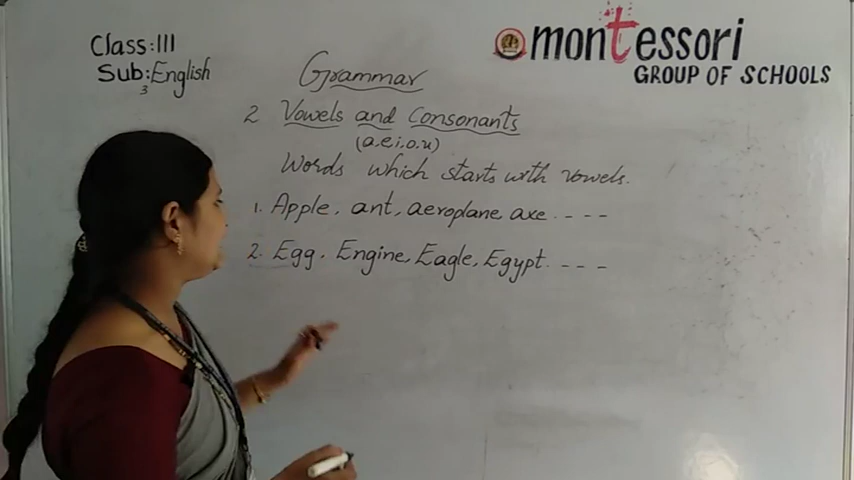 Class:III
Sub:English
3
montessori
GROUP OF SCHOOLS
Grammar
2 Vowels and Consonants
(a.e.i.o.u)
Words which starts with vowels.
1. Apple, ant, aeroplane, axe. - - - -
2. Egg. Engine, Eagle, Egypt. - - - -